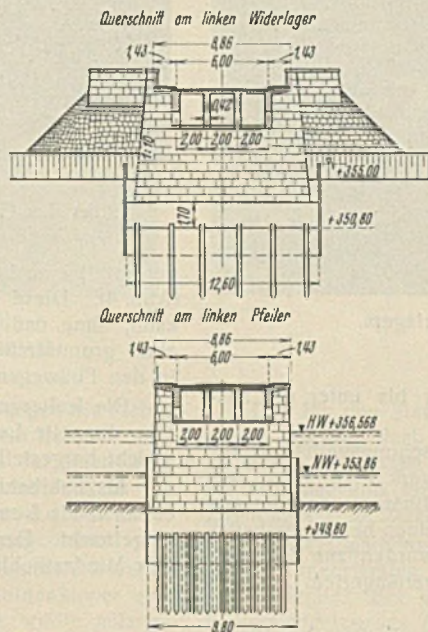 Querschnitt am linken Widerlager
8,86
1,43 6,00 1,43
0,42
2,00 2,00 2,00
1:10
+355,00
1,70
+350,80
12,60
Querschnitt am linken Pfeiler
8,86
1,43 6,00 1,43
2,00 2,00 2,00
HW+356,568
NW+353,86
+349,80
8,80